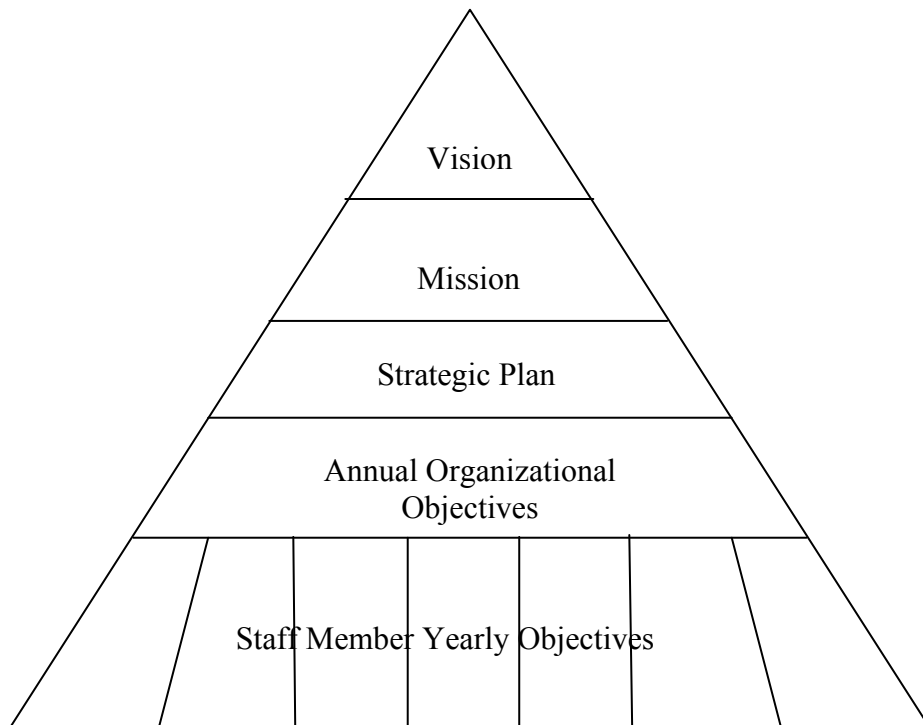 Vision
Mission
Strategic Plan
Annual Organizational
Objectives
Staff Member Yearly Objectives